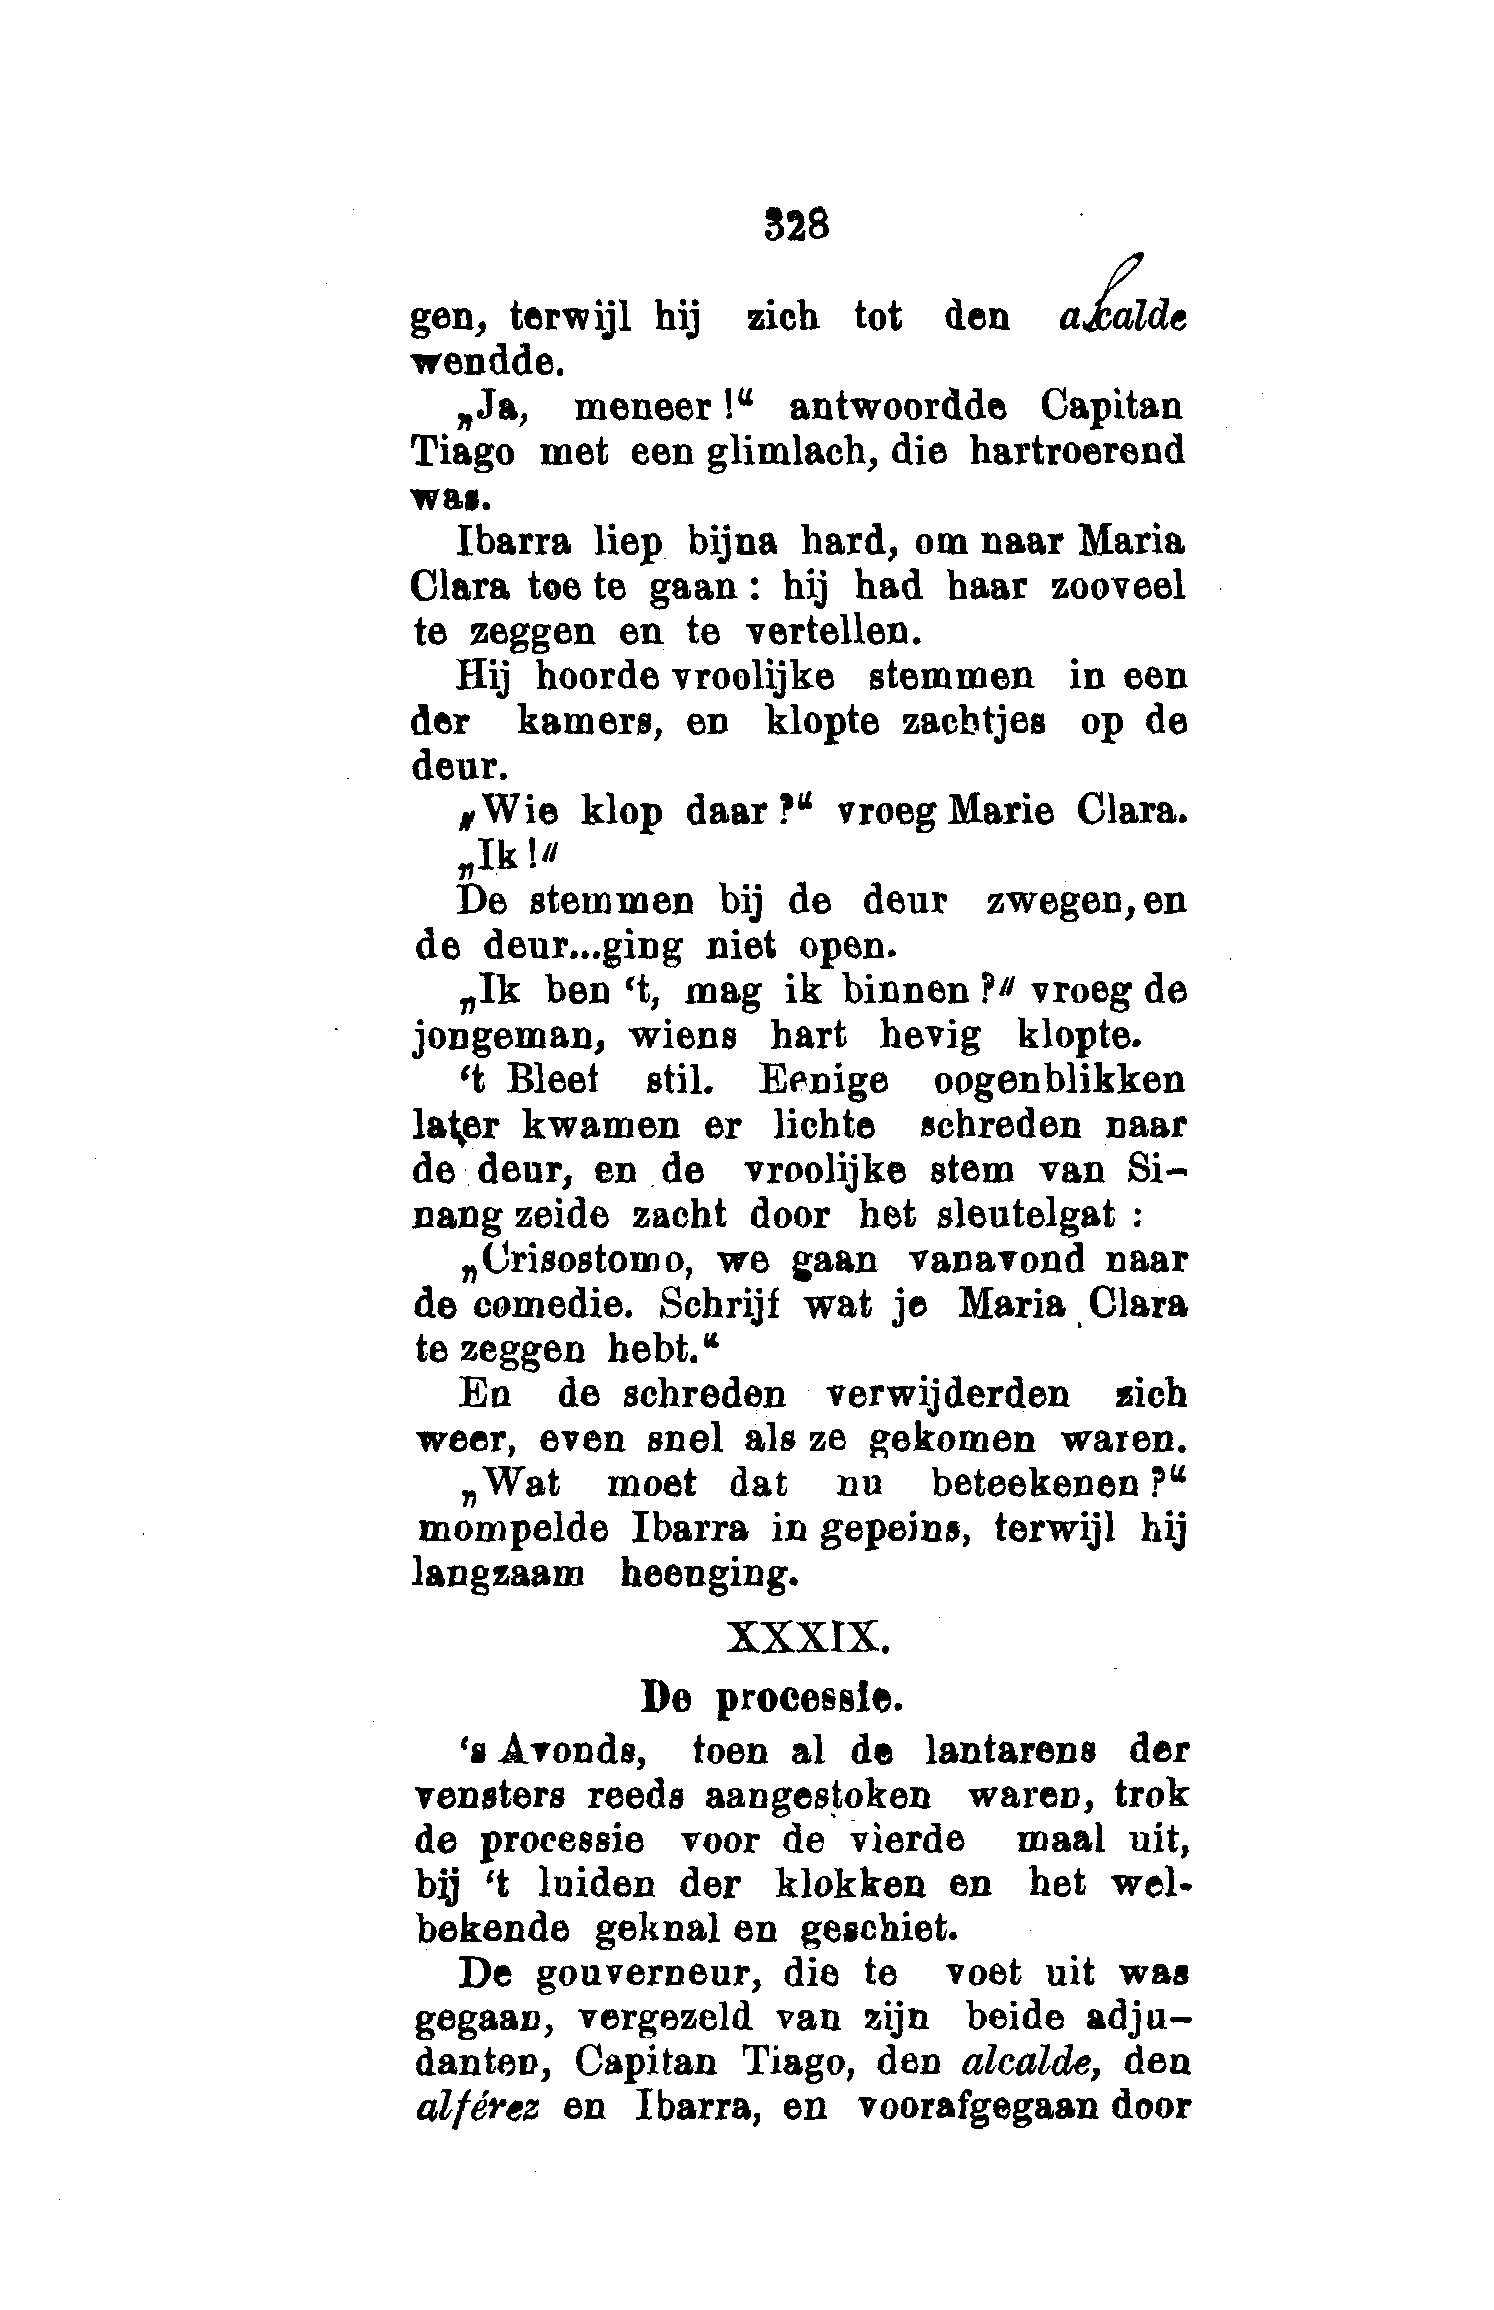 328
gen, terwijl hij zich tot den alcalde
wendde.
„Ja, meneer!“ antwoordde Capitan
Tiago met een glimlach, die hartroerend
was.
Ibarra liep bijna hard, om naar Maria
Clara toe te gaan : hij had haar zooveel
te zeggen en te vertellen.
Hij hoorde vroolijke stemmen in een
der kamers, en klopte zachtjes op de
deur.
„Wie klop daar?“ vroeg Marie Clara.
„Ik!"
De stemmen bij de deur zwegen, en
de deur...ging niet open.
„Ik ben ‘t, mag ik binnen?" vroeg de
jongeman, wiens hart hevig klopte.
‘t Bleef stil. Eenige oogenblikken
later kwamen er lichte schreden naar
de deur, en de vroolijke stem van Si-
nang zeide zacht door het sleutelgat :
„Crisostomo, we gaan vanavond naar
de comedie. Schrijf wat je Maria Clara
te zeggen hebt.“
En de schreden verwijderden zich
weer, even snel als ze gekomen waren.
„Wat moet dat nu beteekenen?“
mompelde Ibarra in gepeins, terwijl hij
langzaam heenging.
XXXIX.
De processie.
‘s Avonds, toen al de lantarens der
vensters reeds aangestoken waren, trok
de processie voor de vierde maal uit,
bij ‘t luiden der klokken en het wel-
bekende geknal en geschiet.
De gouverneur, die te voet uit was
gegaan, vergezeld van zijn beide adju-
danten, Capitan Tiago, den alcalde, den
alférez en Ibarra, en voorafgegaan door